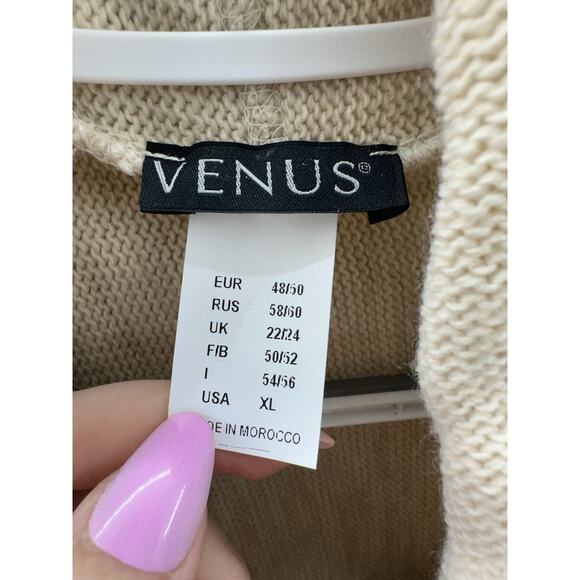 VENUS®
EUR 48/50
RUS 58/60
UK 22/24
F/B 50/52
I 54/56
USA XL
DE IN MOROCCO